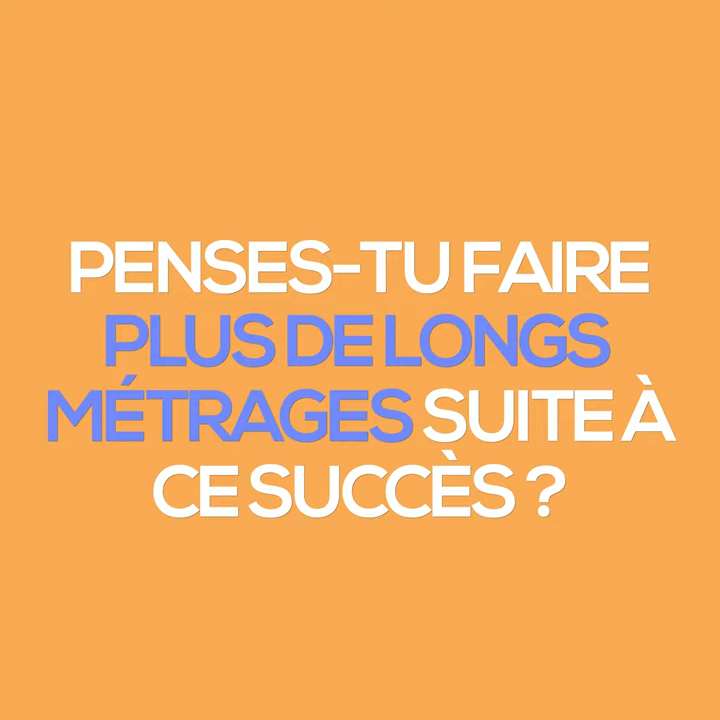 PENSES-TU FAIRE
PLUS DE LONGS
MÉTRAGES SUITE À
CE SUCCÈS ?